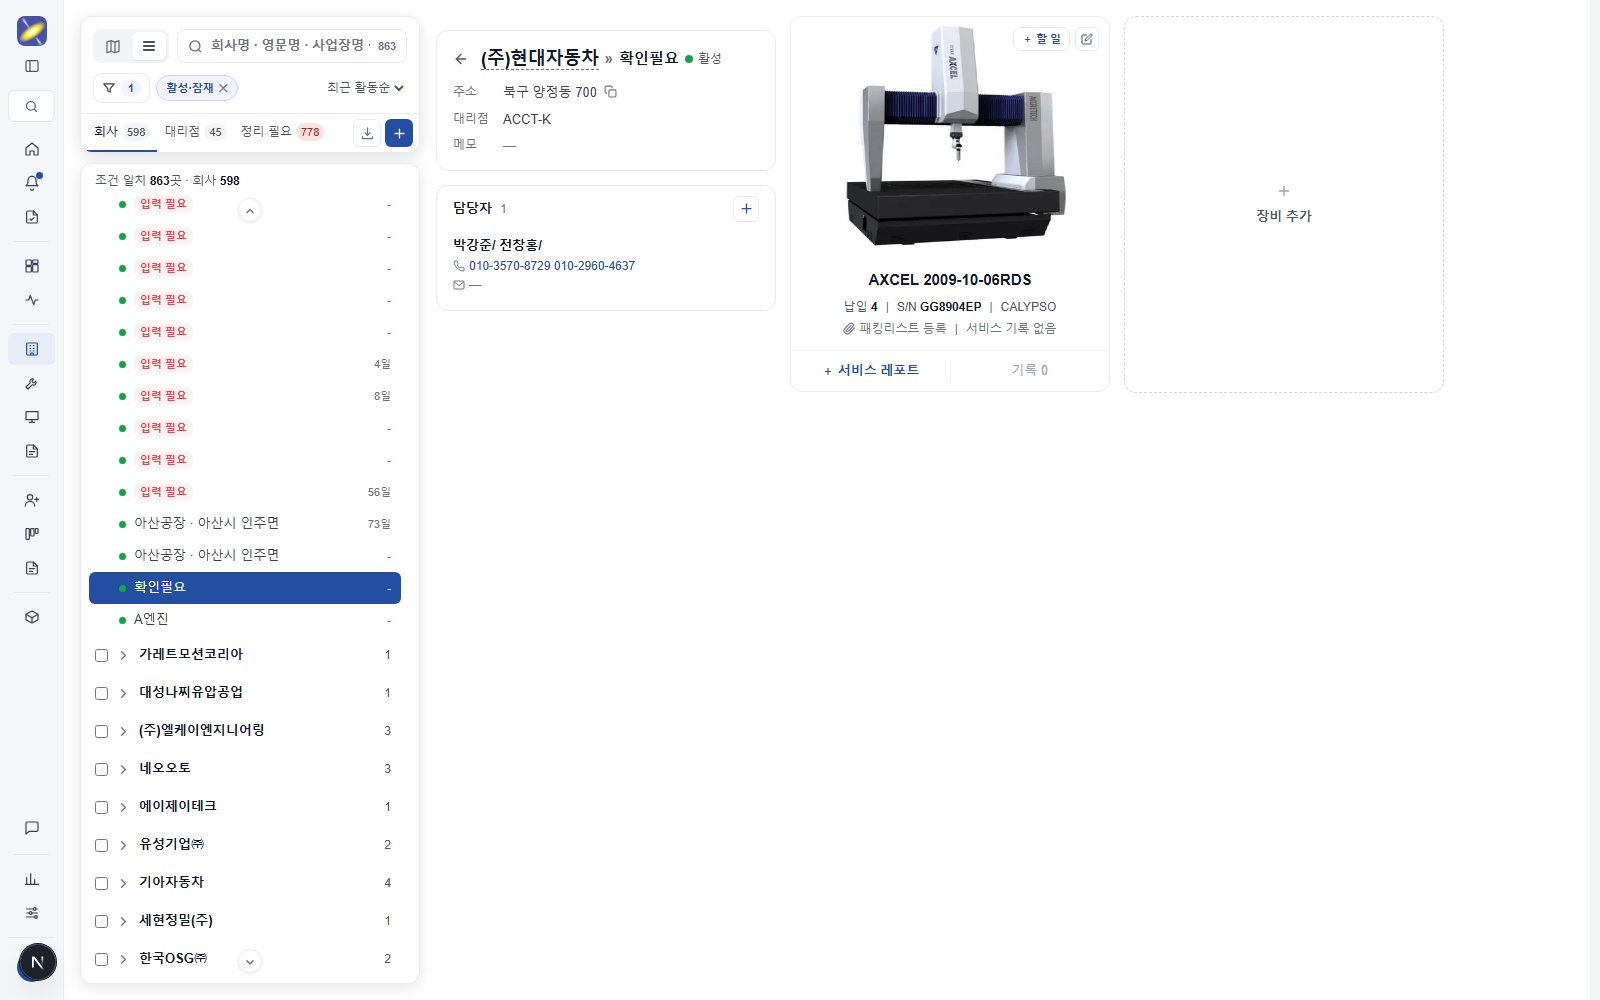 회사명 · 영문명 · 사업장명 · 863
1 활성·잠재 최근 활동순
회사 598 대리점 45 정리 필요 778
조건 일치 863곳 · 회사 598
입력 필요 -
입력 필요 -
입력 필요 -
입력 필요 -
입력 필요 -
입력 필요 4일
입력 필요 8일
입력 필요 -
입력 필요 -
입력 필요 56일
아산공장 · 아산시 인주면 73일
아산공장 · 아산시 인주면 -
확인필요 -
A엔진 -
가레트모션코리아 1
대성나찌유압공업 1
(주)엘케이엔지니어링 3
네오오토 3
에이제이테크 1
유성기업㈜ 2
기아자동차 4
세현정밀(주) 1
한국OSG㈜ 2
N
(주)현대자동차 » 확인필요 활성
주소 북구 양정동 700
대리점 ACCT-K
메모 —
담당자 1
박강준/ 전창홍/
010-3570-8729 010-2960-4637
—
+ 할 일
AXCEL
AXCEL 2009-10-06RDS
납입 4 | S/N GG8904EP | CALYPSO
패킹리스트 등록 | 서비스 기록 없음
+ 서비스 레포트 기록 0
+
장비 추가